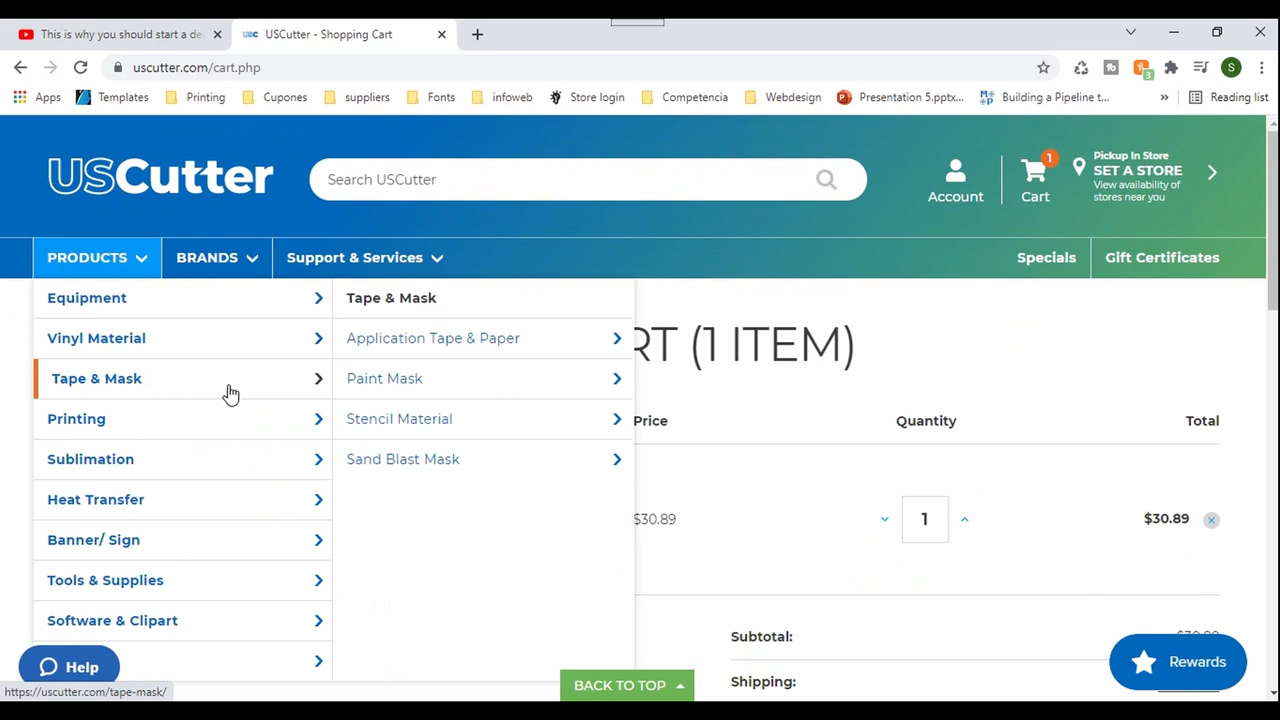 This is why you should start a de
USC
USCutter - Shopping Cart
uscutter.com/cart.php
S
3
Apps
Templates
Printing
Cupones
suppliers
Fonts
infoweb
Store login
Competencia
Webdesign
Presentation 5.pptx...
Building a Pipeline t...
»
Reading list
USCutter
Search USCutter
Account
1
Cart
Pickup In Store
SET A STORE
View availability of
stores near you
PRODUCTS
BRANDS
Support & Services
Specials
Gift Certificates
Equipment
Vinyl Material
Tape & Mask
Printing
Sublimation
Heat Transfer
Banner/ Sign
Tools & Supplies
Software & Clipart
Tape & Mask
Application Tape & Paper
Paint Mask
Stencil Material
Sand Blast Mask
RT (1 ITEM)
Price
Quantity
Total
$30.89
1
$30.89
Subtotal:
Shipping:
Help
BACK TO TOP
Rewards
https://uscutter.com/tape-mask/